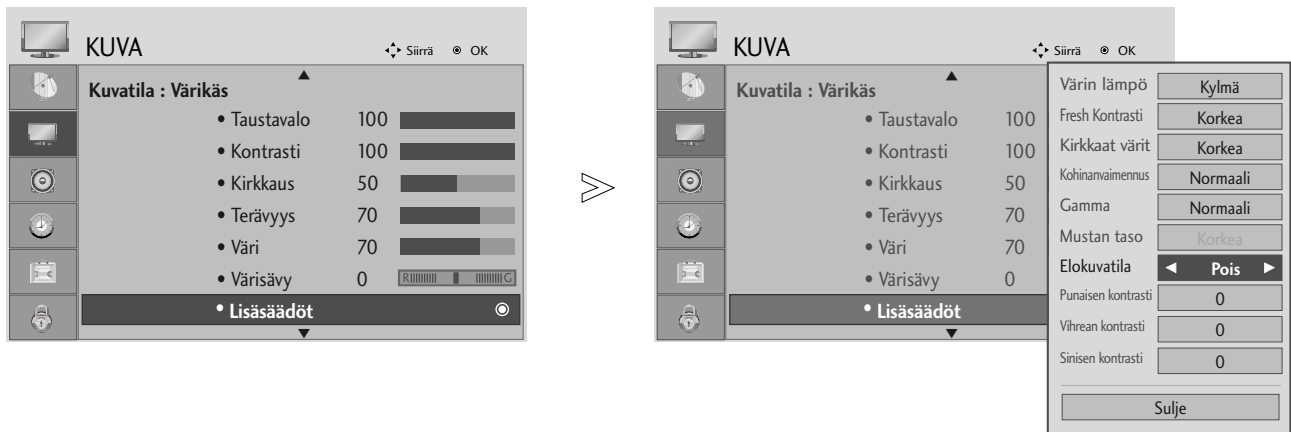 KUVA
Siirrä OK
Kuvatila : Värikäs
• Taustavalo 100
• Kontrasti 100
• Kirkkaus 50
• Terävyys 70
• Väri 70
• Värisävy 0 R G
• Lisäsäädöt
KUVA
Siirrä OK
Kuvatila : Värikäs
• Taustavalo 100
• Kontrasti 100
• Kirkkaus 50
• Terävyys 70
• Väri 70
• Värisävy 0
• Lisäsäädöt
Värin lämpö Kylmä
Fresh Kontrasti Korkea
Kirkkaat värit Korkea
Kohinanvaimennus Normaali
Gamma Normaali
Mustan taso Korkea
Elokuvatila Pois
Punaisen kontrasti 0
Vihrean kontrasti 0
Sinisen kontrasti 0
Sulje